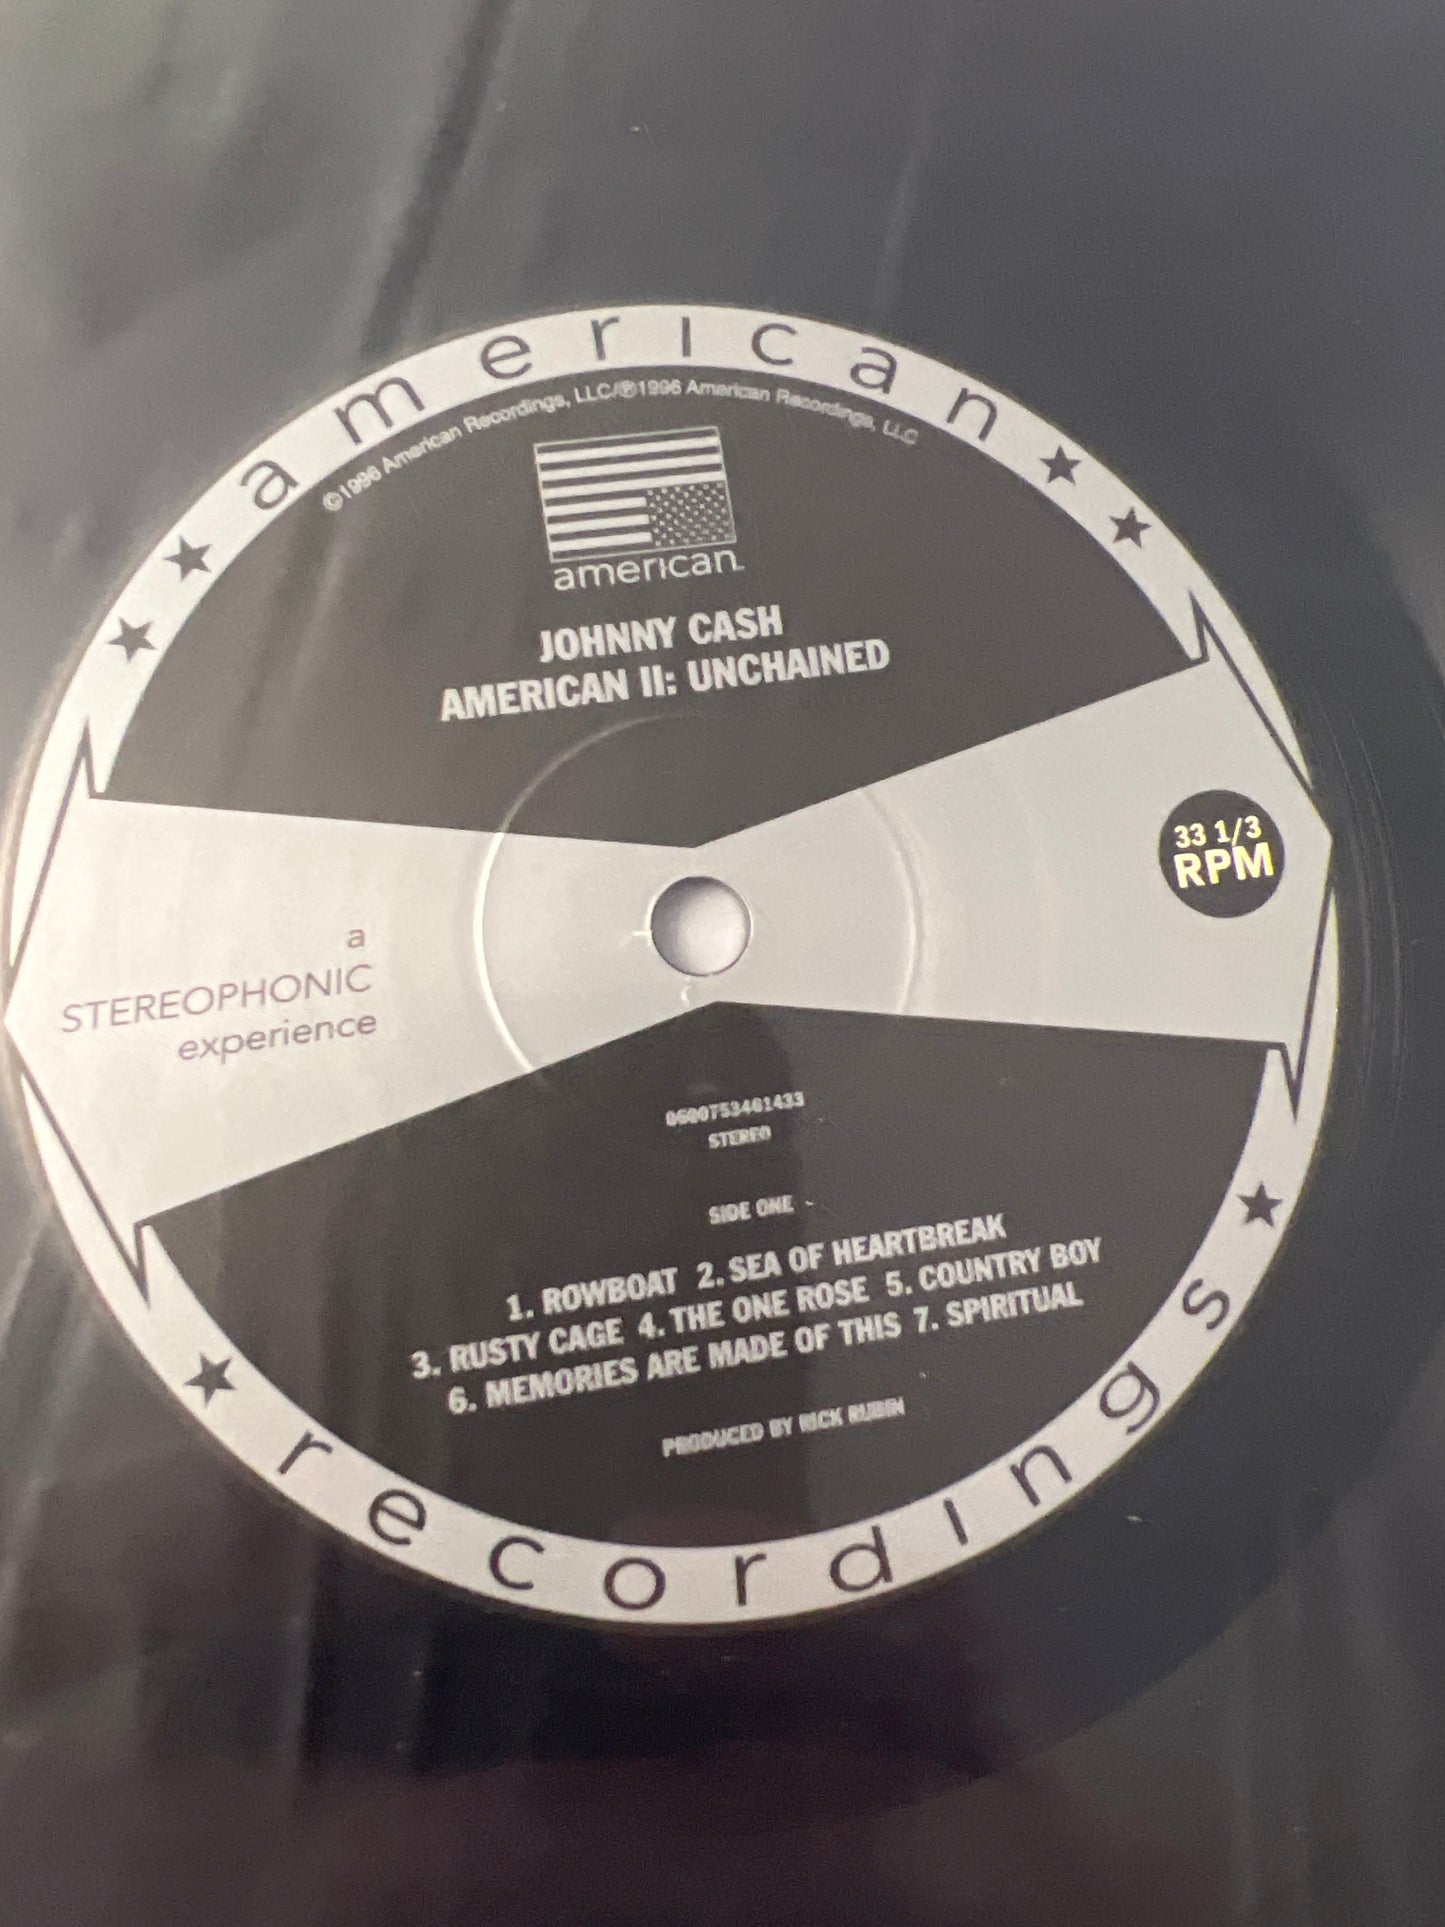 american
©1996 American Recordings, LLC/℗1996 American Recordings, LLC
american
JOHNNY CASH
AMERICAN II: UNCHAINED
33 1/3
RPM
a
STEREOPHONIC
experience
0600753461433
STEREO
SIDE ONE
1. ROWBOAT 2. SEA OF HEARTBREAK
3. RUSTY CAGE 4. THE ONE ROSE 5. COUNTRY BOY
6. MEMORIES ARE MADE OF THIS 7. SPIRITUAL
PRODUCED BY RICK RUBIN
recordings